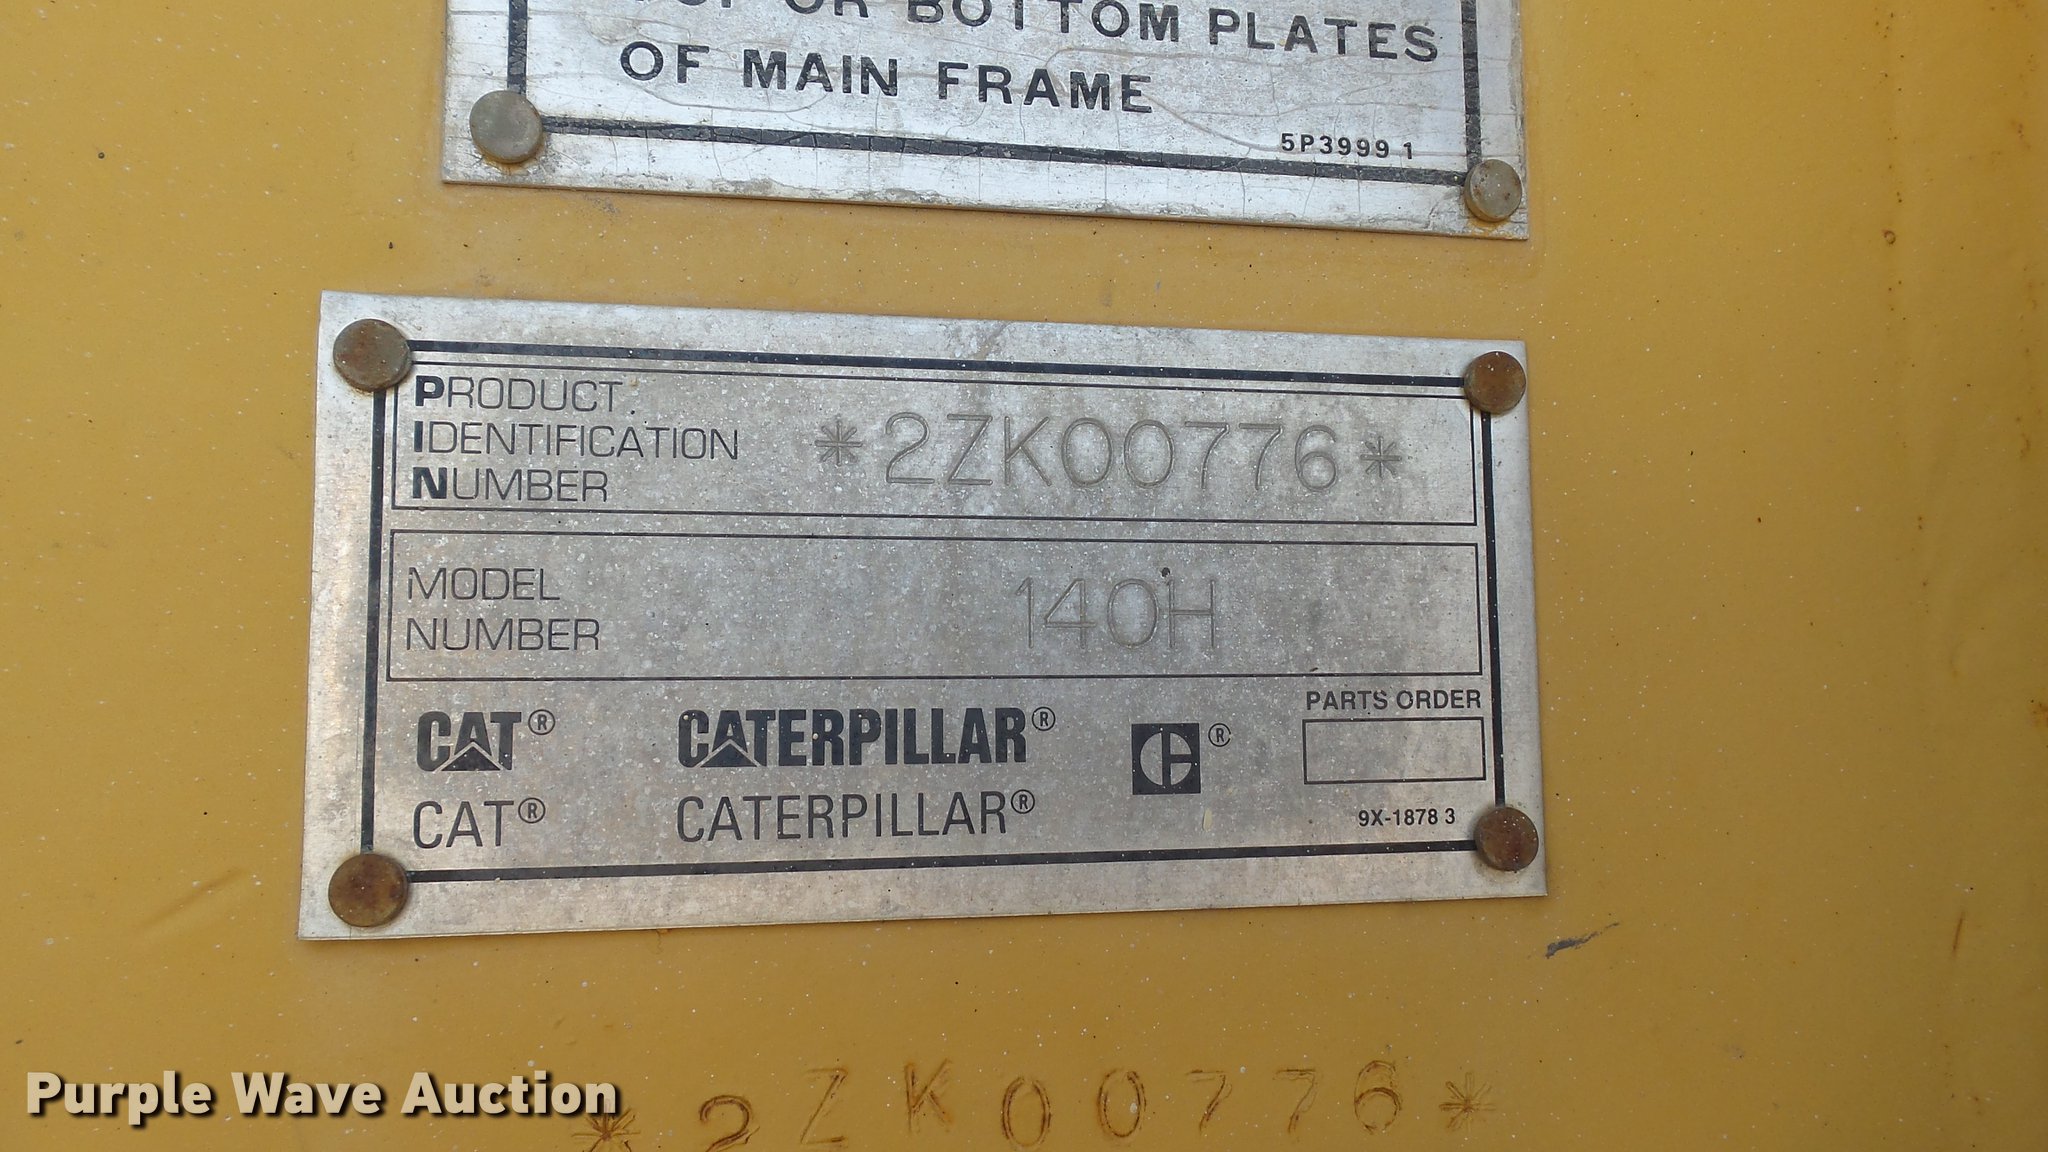 OR BOTTOM PLATES
OF MAIN FRAME
5P3999 1
PRODUCT
IDENTIFICATION
NUMBER
*2ZK00776*
MODEL
NUMBER
140H
CAT® CATERPILLAR® ®
PARTS ORDER
CAT® CATERPILLAR®
9X-1878 3
*2ZK00776*
Purple Wave Auction